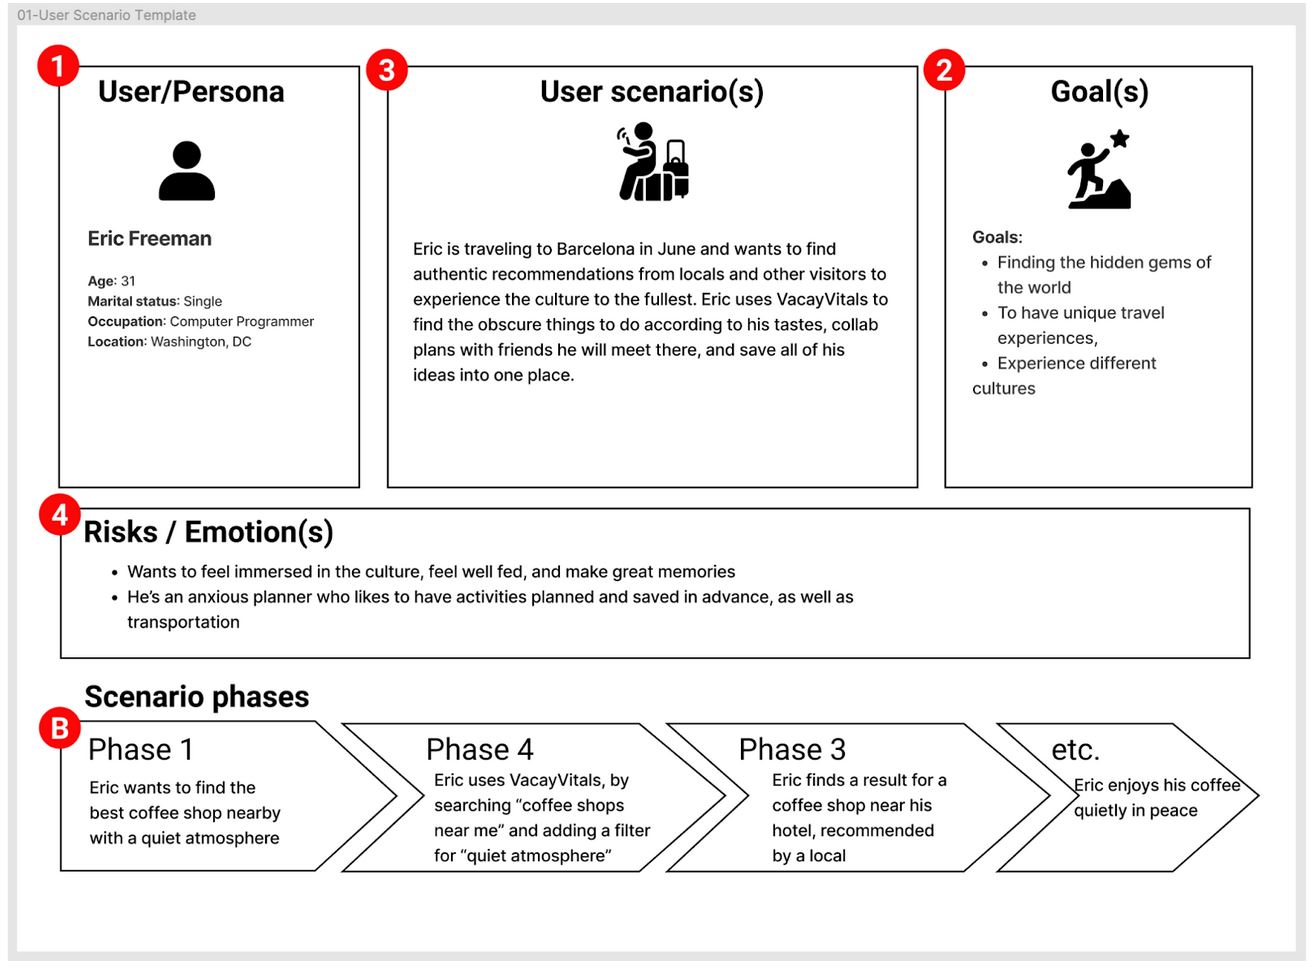 01-User Scenario Template
1
User/Persona
Eric Freeman
Age: 31
Marital status: Single
Occupation: Computer Programmer
Location: Washington, DC
3
User scenario(s)
Eric is traveling to Barcelona in June and wants to find
authentic recommendations from locals and other visitors to
experience the culture to the fullest. Eric uses VacayVitals to
find the obscure things to do according to his tastes, collab
plans with friends he will meet there, and save all of his
ideas into one place.
2
Goal(s)
Goals:
• Finding the hidden gems of
the world
• To have unique travel
experiences,
• Experience different
cultures
4
Risks / Emotion(s)
• Wants to feel immersed in the culture, feel well fed, and make great memories
• He's an anxious planner who likes to have activities planned and saved in advance, as well as
transportation
Scenario phases
B
Phase 1
Eric wants to find the
best coffee shop nearby
with a quiet atmosphere
Phase 4
Eric uses VacayVitals, by
searching “coffee shops
near me” and adding a filter
for “quiet atmosphere”
Phase 3
Eric finds a result for a
coffee shop near his
hotel, recommended
by a local
etc.
Eric enjoys his coffee
quietly in peace